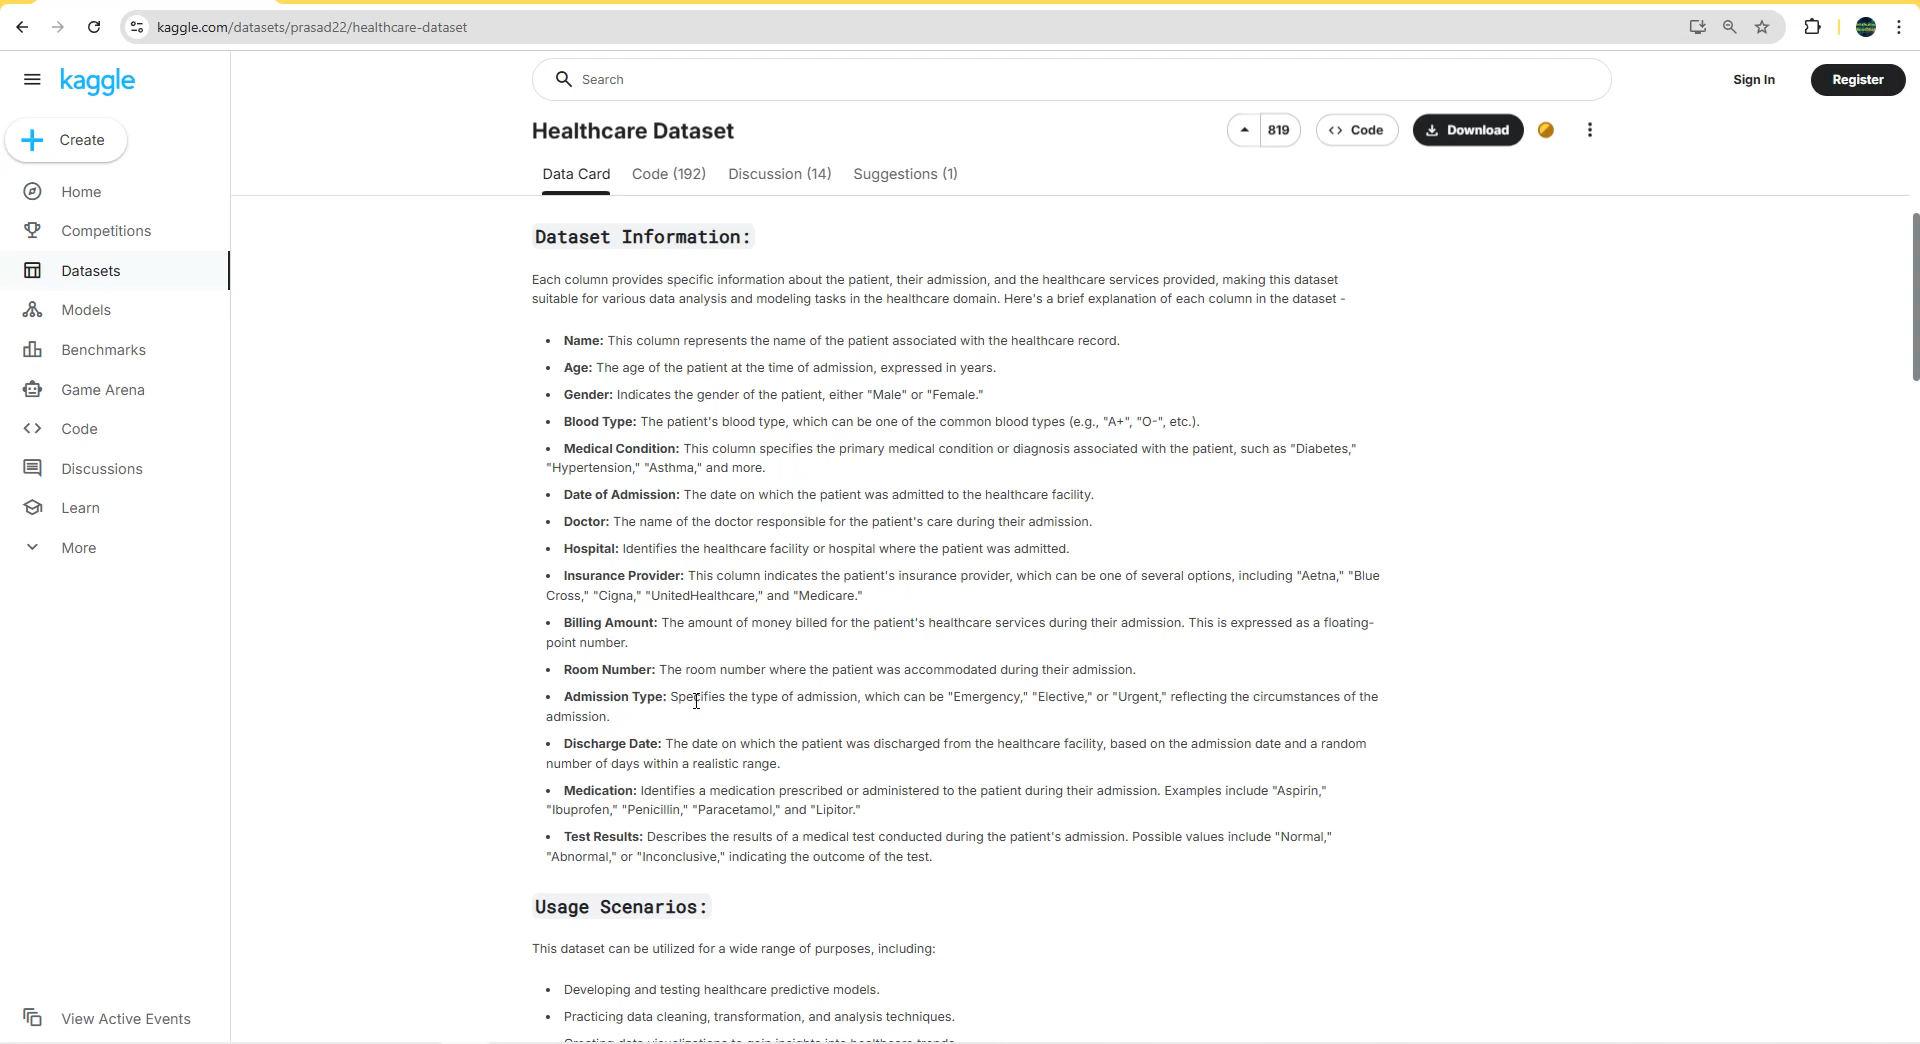 kaggle.com/datasets/prasad22/healthcare-dataset
kaggle
Search
Sign In
Register
Create
Home
Competitions
Datasets
Models
Benchmarks
Game Arena
Code
Discussions
Learn
More
View Active Events
Healthcare Dataset
819
Code
Download
Data Card
Code (192)
Discussion (14)
Suggestions (1)
Dataset Information:
Each column provides specific information about the patient, their admission, and the healthcare services provided, making this dataset
suitable for various data analysis and modeling tasks in the healthcare domain. Here's a brief explanation of each column in the dataset -
• Name: This column represents the name of the patient associated with the healthcare record.
• Age: The age of the patient at the time of admission, expressed in years.
• Gender: Indicates the gender of the patient, either "Male" or "Female."
• Blood Type: The patient's blood type, which can be one of the common blood types (e.g., "A+", "O-", etc.).
• Medical Condition: This column specifies the primary medical condition or diagnosis associated with the patient, such as "Diabetes,"
"Hypertension," "Asthma," and more.
• Date of Admission: The date on which the patient was admitted to the healthcare facility.
• Doctor: The name of the doctor responsible for the patient's care during their admission.
• Hospital: Identifies the healthcare facility or hospital where the patient was admitted.
• Insurance Provider: This column indicates the patient's insurance provider, which can be one of several options, including "Aetna," "Blue
Cross," "Cigna," "UnitedHealthcare," and "Medicare."
• Billing Amount: The amount of money billed for the patient's healthcare services during their admission. This is expressed as a floating-
point number.
• Room Number: The room number where the patient was accommodated during their admission.
• Admission Type: Specifies the type of admission, which can be "Emergency," "Elective," or "Urgent," reflecting the circumstances of the
admission.
• Discharge Date: The date on which the patient was discharged from the healthcare facility, based on the admission date and a random
number of days within a realistic range.
• Medication: Identifies a medication prescribed or administered to the patient during their admission. Examples include "Aspirin,"
"Ibuprofen," "Penicillin," "Paracetamol," and "Lipitor."
• Test Results: Describes the results of a medical test conducted during the patient's admission. Possible values include "Normal,"
"Abnormal," or "Inconclusive," indicating the outcome of the test.
Usage Scenarios:
This dataset can be utilized for a wide range of purposes, including:
• Developing and testing healthcare predictive models.
• Practicing data cleaning, transformation, and analysis techniques.
• Creating data visualizations to gain insights into healthcare trends.